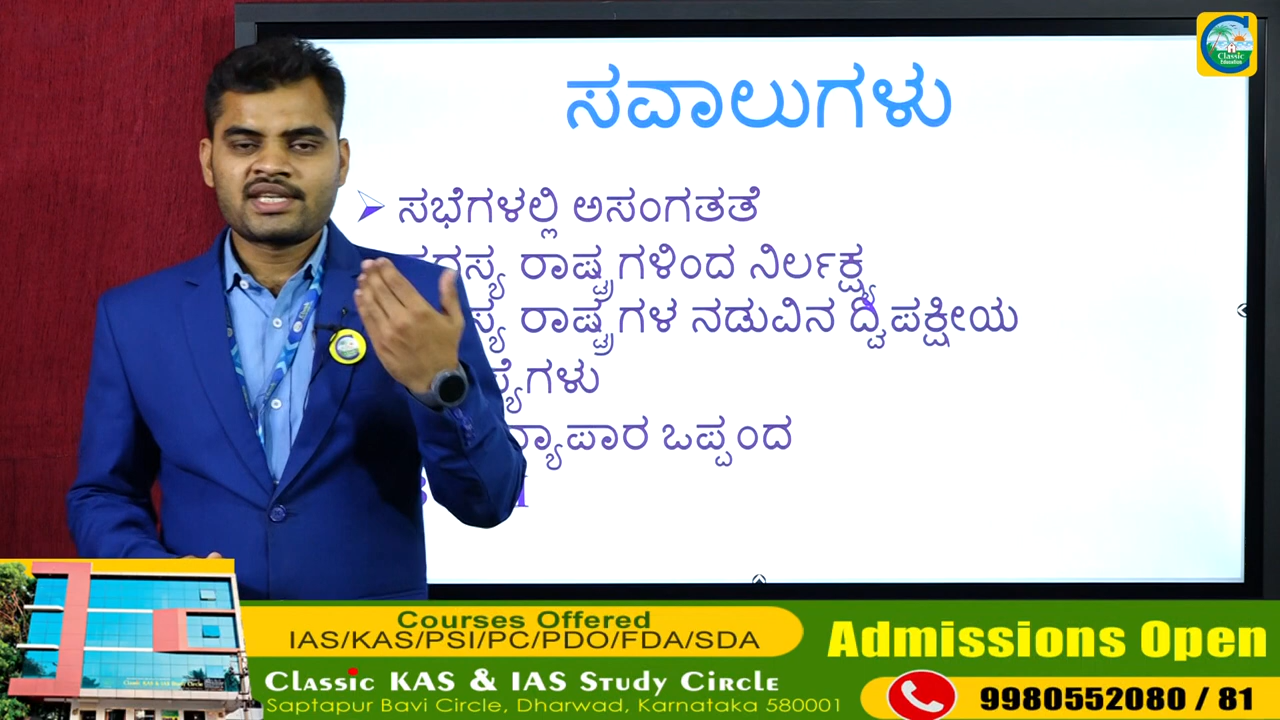 ಸವಾಲುಗಳು
Classic
Education
ಸಭೆಗಳಲ್ಲಿ ಅಸಂಗತತೆ
ರಾಷ್ಟ್ರಗಳಿಂದ ನಿರ್ಲಕ್ಷ್ಯ
ರಾಷ್ಟ್ರಗಳ ನಡುವಿನ ದ್ವಿಪಕ್ಷೀಯ
ವ್ಯಾಪಾರ ಒಪ್ಪಂದ
Courses Offered
IAS/KAS/PSI/PC/PDO/FDA/SDA
Classic KAS & IAS Study Circle
Saptapur Bavi Circle, Dharwad, Karnataka 580001
Admissions Open
9980552080 / 81